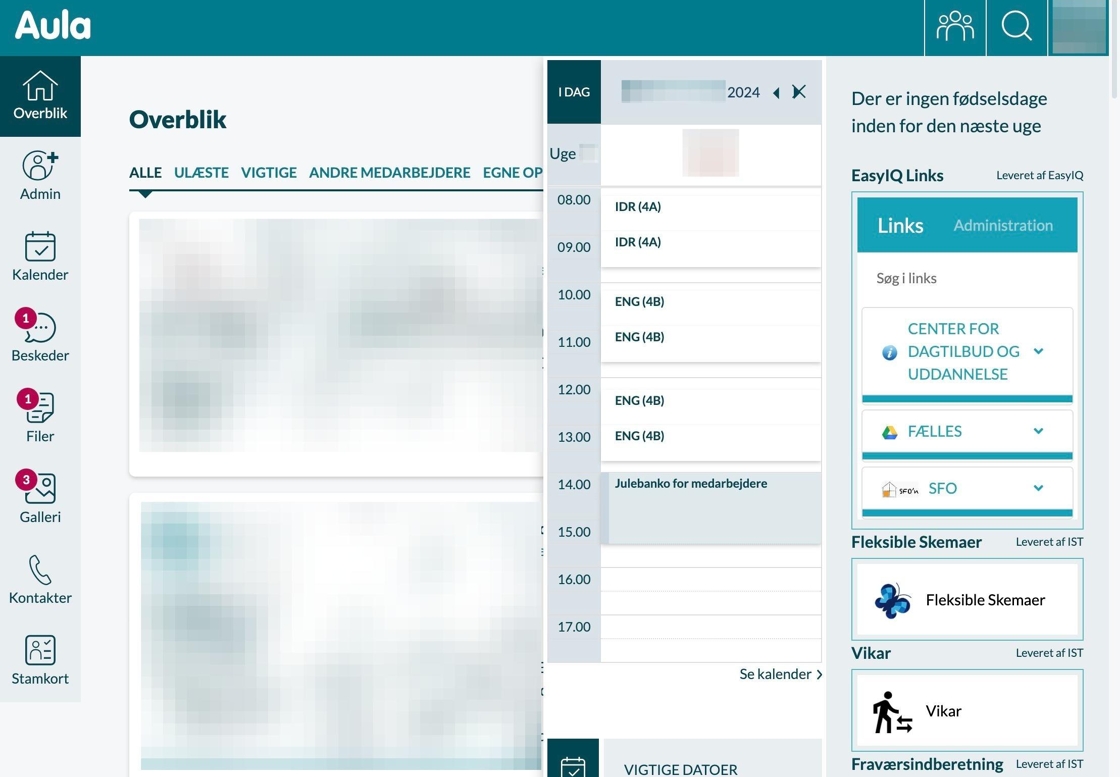 Aula
Overblik
Admin
Kalender
1
Beskeder
1
Filer
3
Galleri
Kontakter
Stamkort
Overblik
ALLE ULÆSTE VIGTIGE ANDRE MEDARBEJDERE EGNE OP
I DAG
2024
Uge
08.00
IDR (4A)
IDR (4A)
09.00
10.00
ENG (4B)
ENG (4B)
11.00
12.00
ENG (4B)
ENG (4B)
13.00
14.00
Julebanko for medarbejdere
15.00
16.00
17.00
Se kalender
VIGTIGE DATOER
Der er ingen fødselsdage
inden for den næste uge
EasyIQ Links Leveret af EasyIQ
Links Administration
Søg i links
CENTER FOR
DAGTILBUD OG
UDDANNELSE
FÆLLES
SFO'n SFO
Fleksible Skemaer Leveret af IST
Fleksible Skemaer
Vikar Leveret af IST
Vikar
Fraværsindberetning Leveret af IST